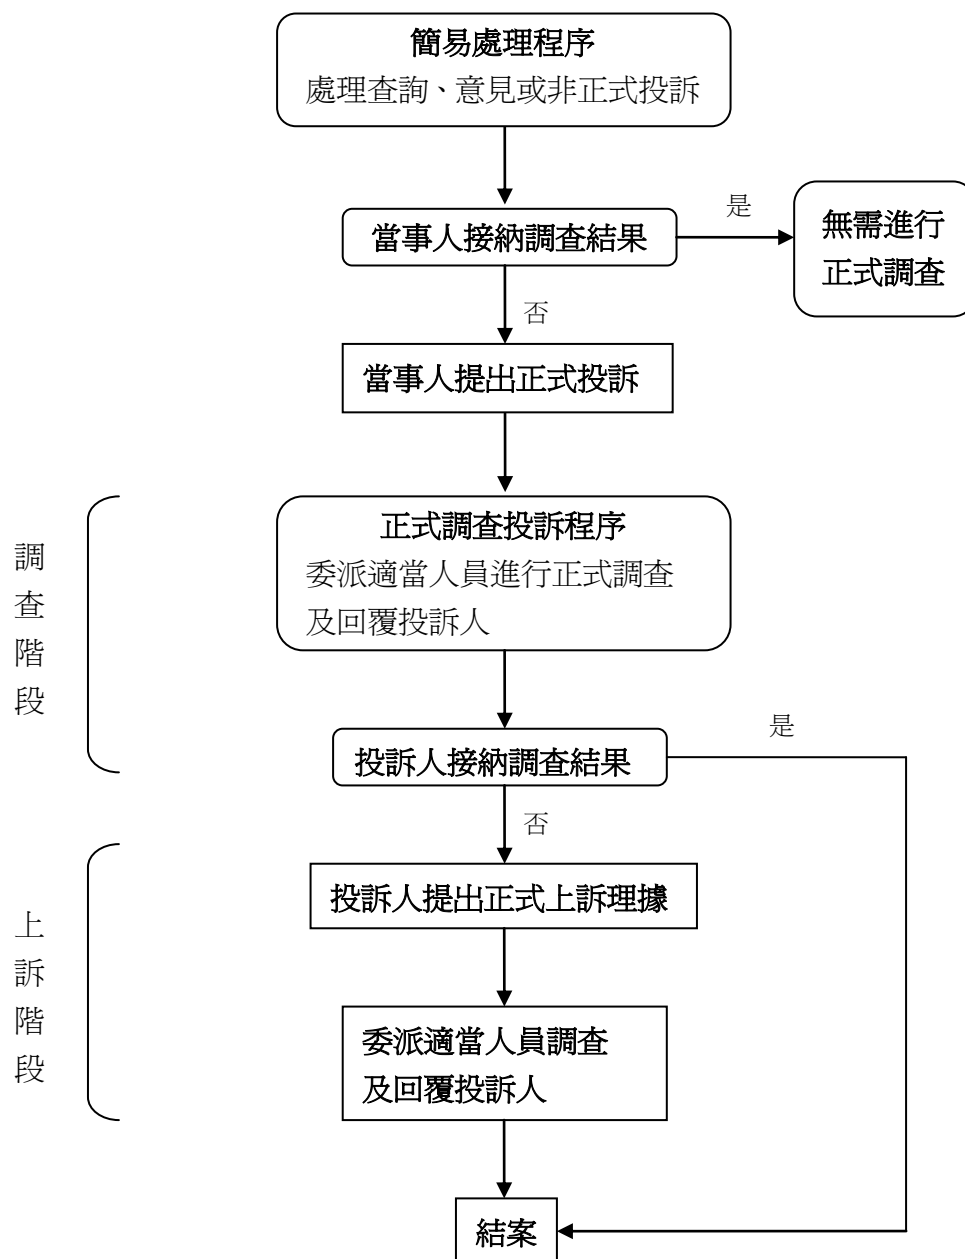 簡易處理程序
處理查詢、意見或非正式投訴
當事人接納調查結果
是
無需進行
正式調查
否
當事人提出正式投訴
調查階段
正式調查投訴程序
委派適當人員進行正式調查
及回覆投訴人
投訴人接納調查結果
是
否
上訴階段
投訴人提出正式上訴理據
委派適當人員調查
及回覆投訴人
結案